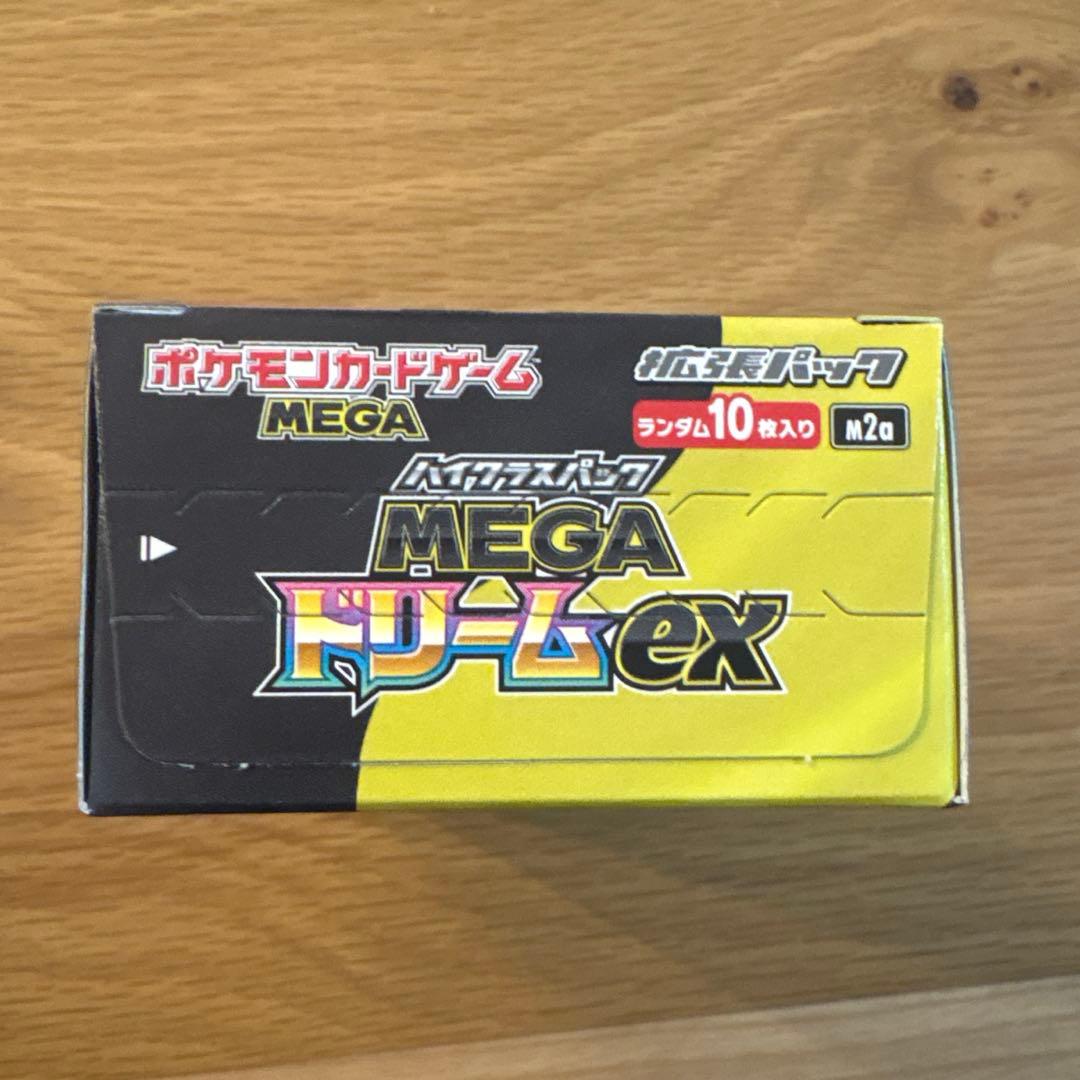 ポケモンカードゲーム
MEGA
拡張パック
ランダム10枚入り
M2a
ハイクラスパック
MEGA
ドリームex